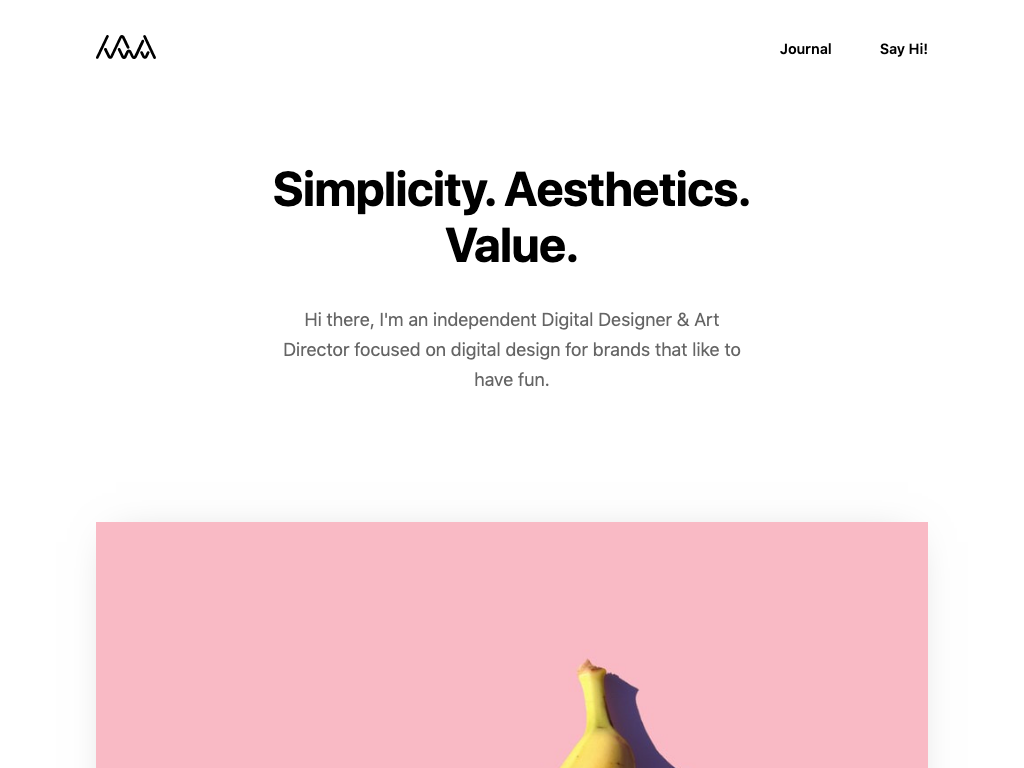 Journal
Say Hi!
Simplicity. Aesthetics.
Value.
Hi there, I'm an independent Digital Designer & Art
Director focused on digital design for brands that like to
have fun.